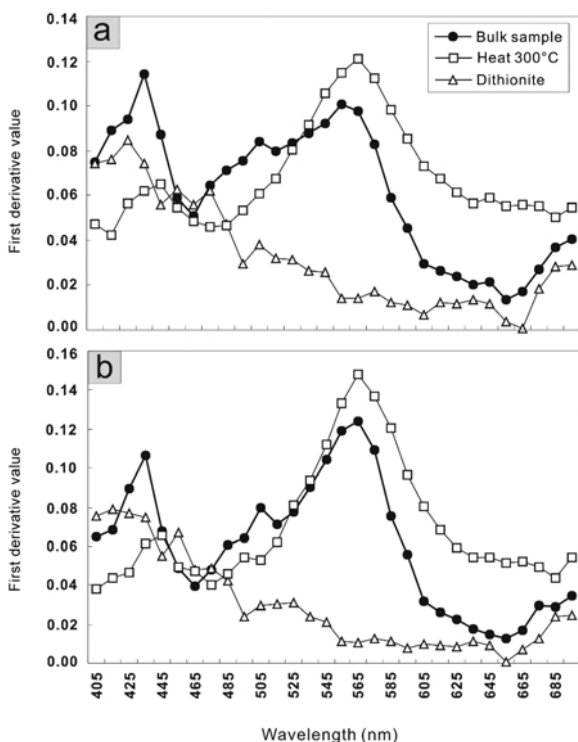 a
0.14
0.12
0.10
0.08
0.06
0.04
0.02
0.00
First derivative value
Bulk sample
Heat 300°C
Dithionite
b
0.16
0.14
0.12
0.10
0.08
0.06
0.04
0.02
0.00
First derivative value
405 425 445 465 485 505 525 545 565 585 605 625 645 665 685
Wavelength (nm)